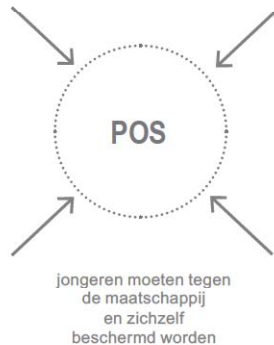 POS
jongeren moeten tegen
de maatschappij
en zichzelf
beschermd worden